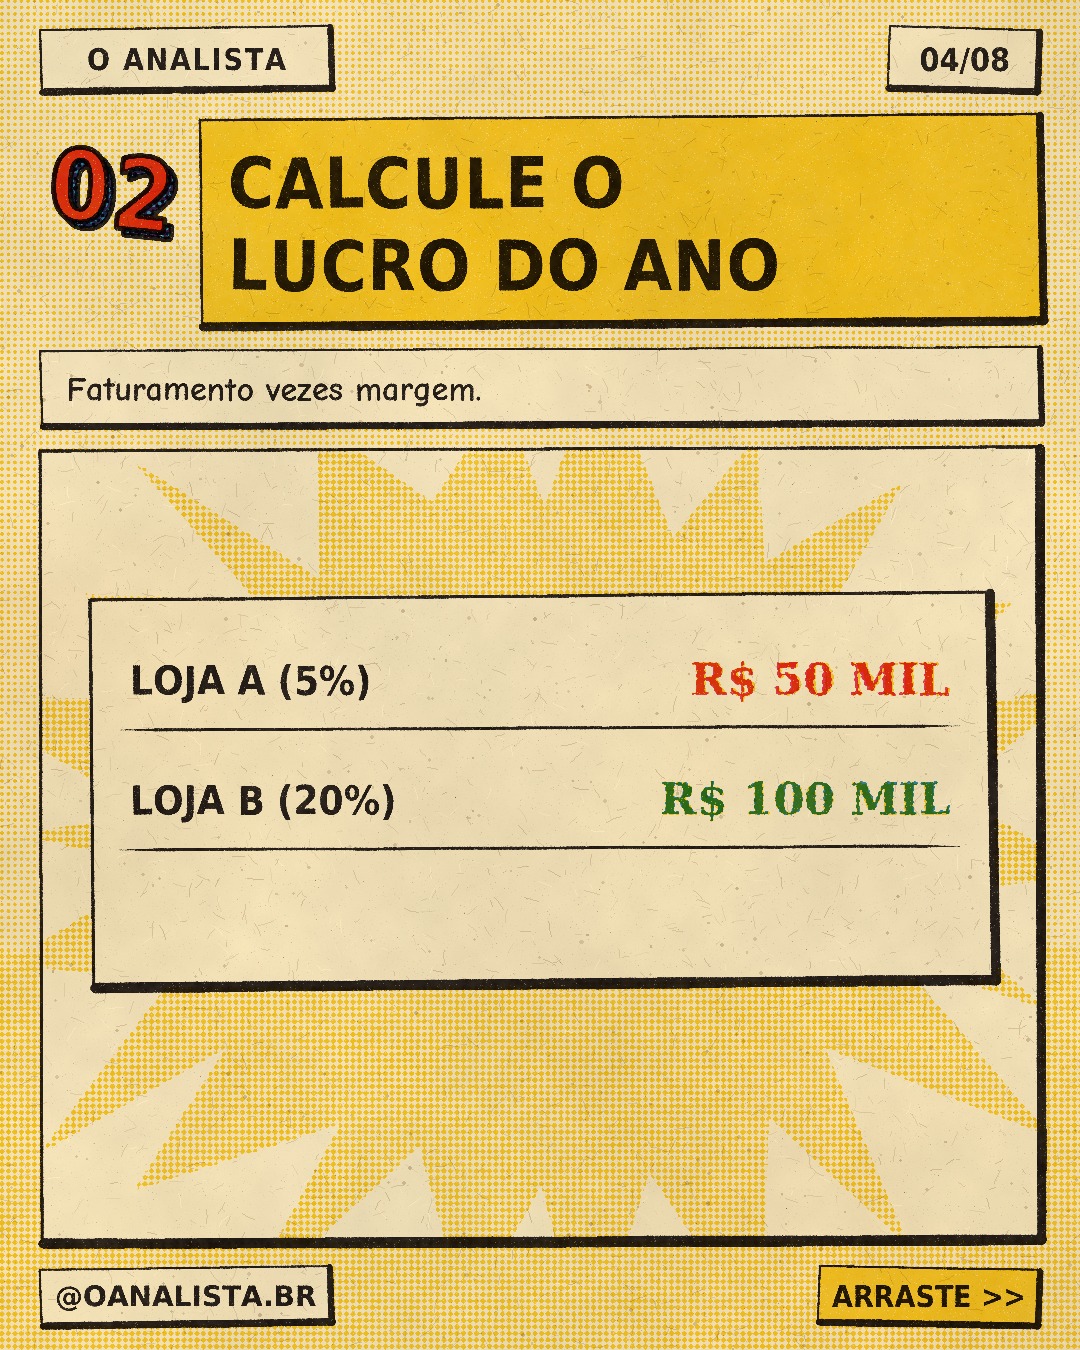 O ANALISTA
04/08
02
CALCULE O
LUCRO DO ANO
Faturamento vezes margem.
LOJA A (5%)
R$ 50 MIL
LOJA B (20%)
R$ 100 MIL
@OANALISTA.BR
ARRASTE >>